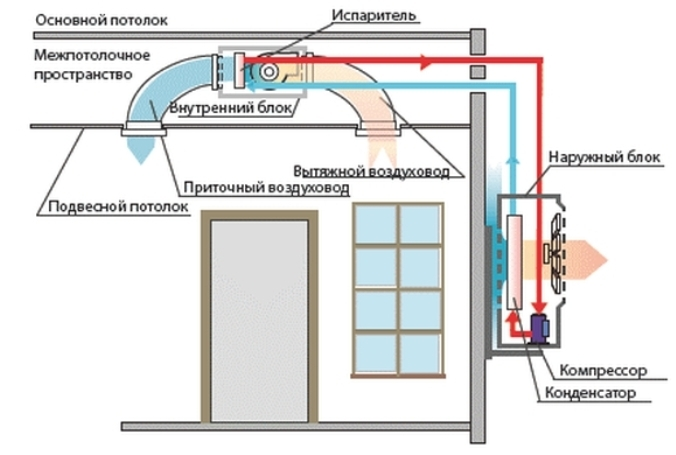 Основной потолок
Испаритель
Межпотолочное
пространство
Внутренний блок
Наружный блок
Вытяжной воздуховод
Приточный воздуховод
Подвесной потолок
Компрессор
Конденсатор